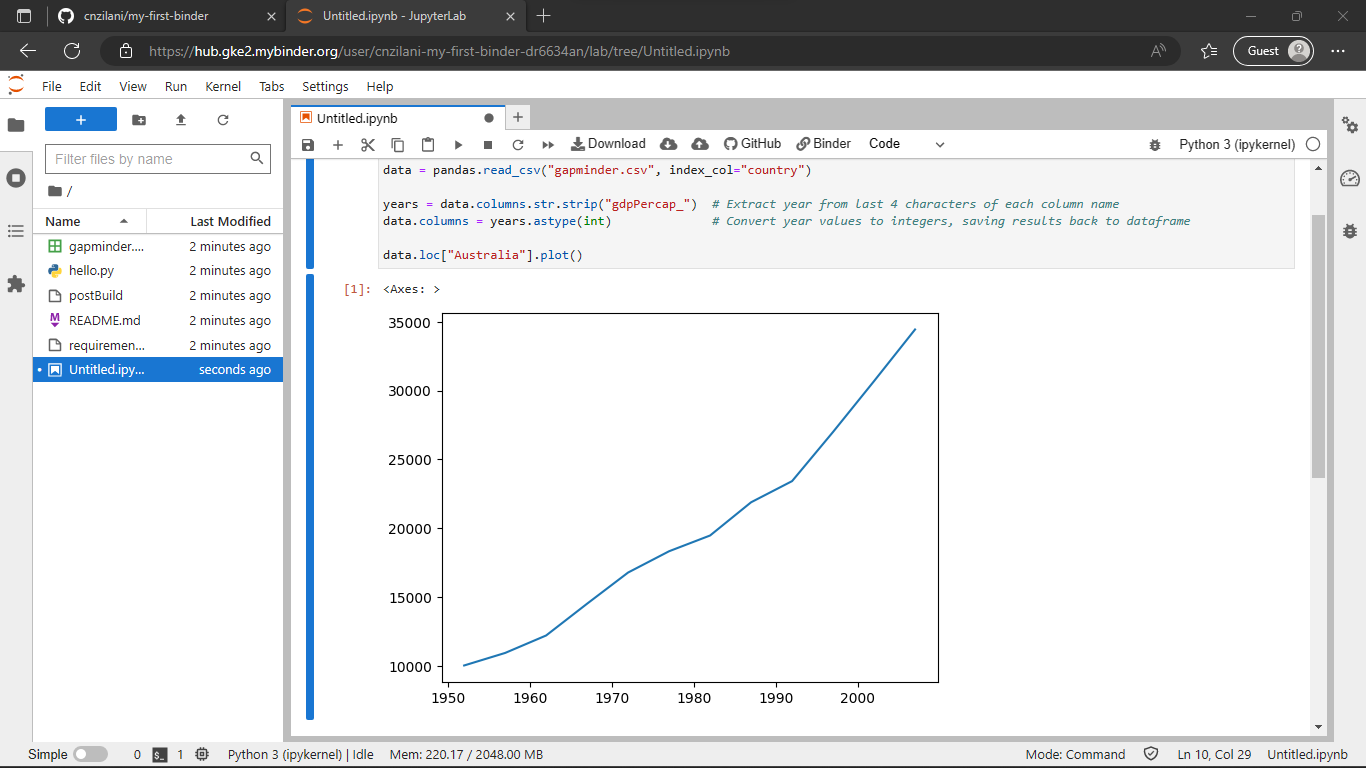 cnzilani/my-first-binder
Untitled.ipynb - JupyterLab
https://hub.gke2.mybinder.org/user/cnzilani-my-first-binder-dr6634an/lab/tree/Untitled.ipynb
Guest
File Edit View Run Kernel Tabs Settings Help
Filter files by name
/
Name Last Modified
gapminder.... 2 minutes ago
hello.py 2 minutes ago
postBuild 2 minutes ago
README.md 2 minutes ago
requiremen... 2 minutes ago
Untitled.ipy... seconds ago
Untitled.ipynb
Download GitHub Binder Code Python 3 (ipykernel)
data = pandas.read_csv("gapminder.csv", index_col="country")
years = data.columns.str.strip("gdpPercap_") # Extract year from last 4 characters of each column name
data.columns = years.astype(int) # Convert year values to integers, saving results back to dataframe
data.loc["Australia"].plot()
[1]: <Axes: >
35000
30000
25000
20000
15000
10000
1950 1960 1970 1980 1990 2000
Simple 0 $_ 1 Python 3 (ipykernel) | Idle Mem: 220.17 / 2048.00 MB Mode: Command Ln 10, Col 29 Untitled.ipynb